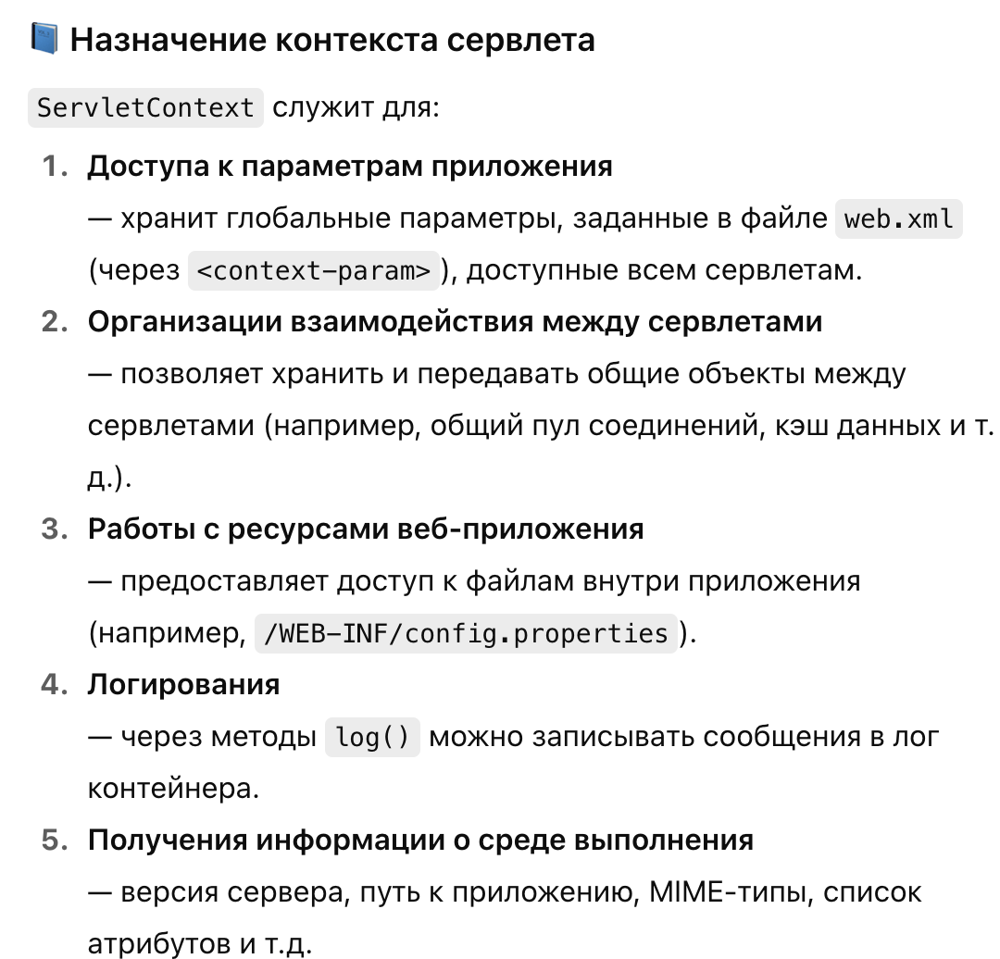 📘 Назначение контекста сервлета
ServletContext служит для:
1. Доступа к параметрам приложения
— хранит глобальные параметры, заданные в файле web.xml
(через <context-param>), доступные всем сервлетам.
2. Организации взаимодействия между сервлетами
— позволяет хранить и передавать общие объекты между
сервлетами (например, общий пул соединений, кэш данных и т.
д.).
3. Работы с ресурсами веб-приложения
— предоставляет доступ к файлам внутри приложения
(например, /WEB-INF/config.properties).
4. Логирования
— через методы log() можно записывать сообщения в лог
контейнера.
5. Получения информации о среде выполнения
— версия сервера, путь к приложению, MIME-типы, список
атрибутов и т.д.